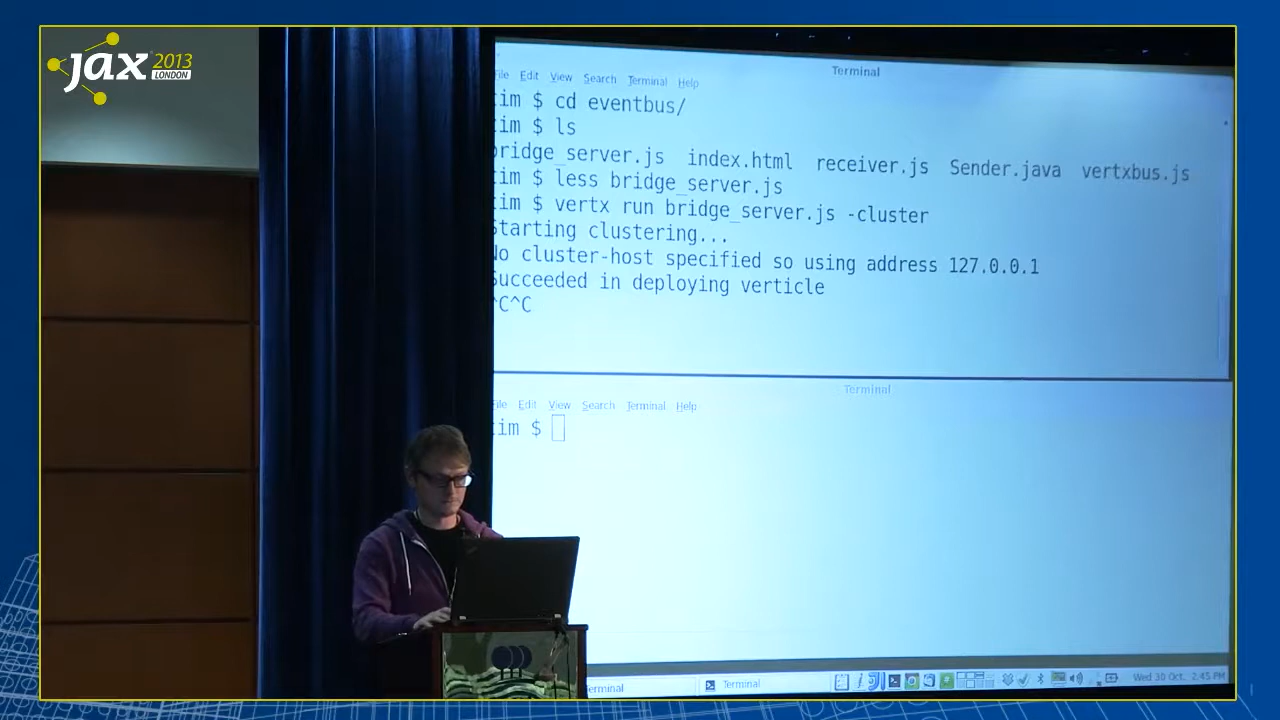 jax 2013
LONDON
Terminal
File Edit View Search Terminal Help
tim $ cd eventbus/
tim $ ls
bridge_server.js index.html receiver.js Sender.java vertxbus.js
tim $ less bridge_server.js
tim $ vertx run bridge_server.js -cluster
Starting clustering...
No cluster-host specified so using address 127.0.0.1
Succeeded in deploying verticle
^C^C
Terminal
File Edit View Search Terminal Help
tim $
Terminal
Terminal
Wed 30 Oct, 2:45 PM